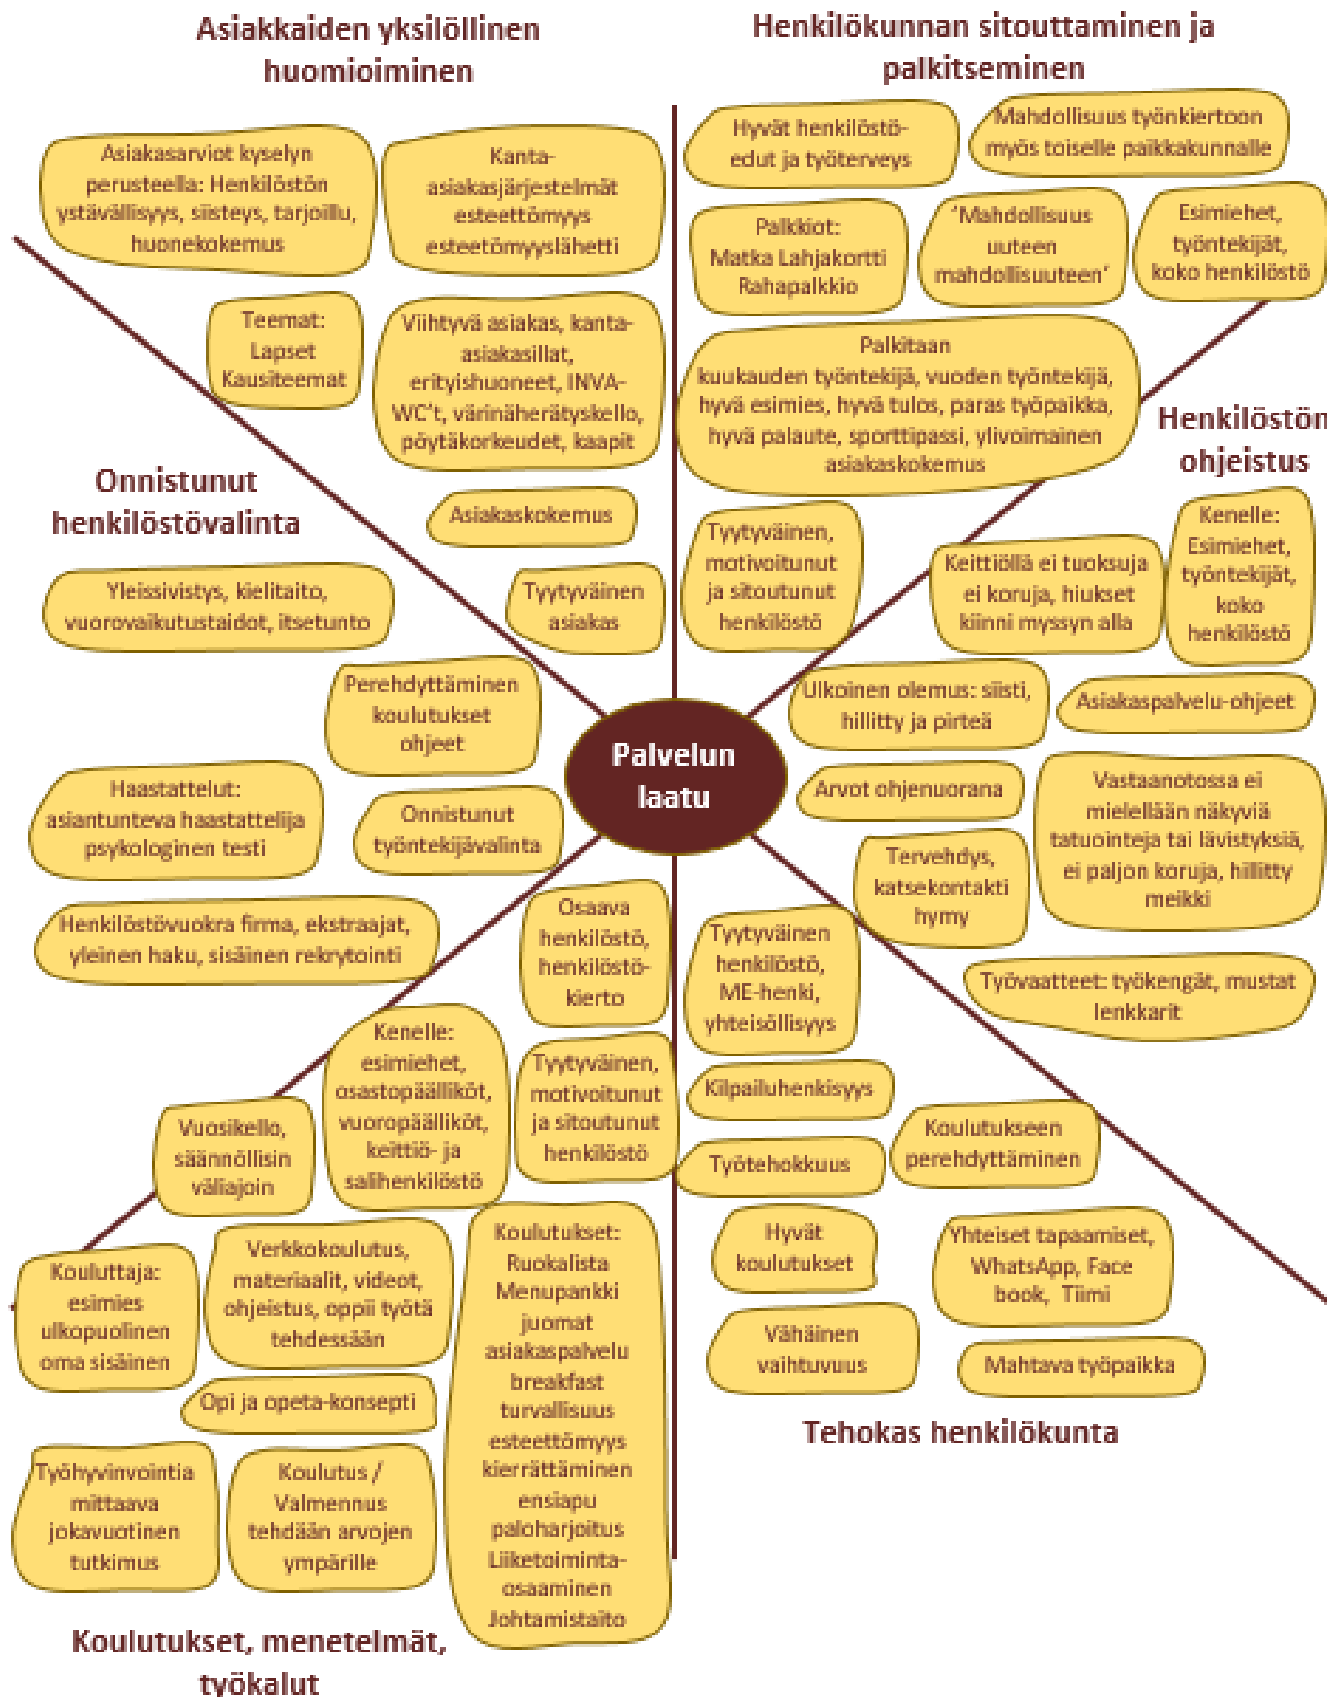 Asiakkaiden yksilöllinen
huomioiminen
Asiakasarviot kyselyn
perusteella: Henkilöstön
ystävällisyys, siisteys, tarjoillu,
huonekokemus
Kanta-
asiakasjärjestelmät
esteettömyys
esteetömyyslähetti
Teemat:
Lapset
Kausiteemat
Viihtyvä asiakas, kanta-
asiakasillat,
erityishuoneet, INVA-
WC't, värinäherätyskello,
pöytäkorkeudet, kaapit
Asiakaskokemus
Tyytyväinen
asiakas
Henkilökunnan sitouttaminen ja
palkitseminen
Hyvät henkilöstö-
edut ja työterveys
Mahdollisuus työnkiertoon
myös toiselle paikkakunnalle
Palkkiot:
Matka Lahjakortti
Rahapalkkio
'Mahdollisuus
uuteen
mahdollisuuteen'
Esimiehet,
työntekijät,
koko henkilöstö
Palkitaan
kuukauden työntekijä, vuoden työntekijä,
hyvä esimies, hyvä tulos, paras työpaikka,
hyvä palaute, sporttipassi, ylivoimainen
asiakaskokemus
Tyytyväinen,
motivoitunut
ja sitoutunut
henkilöstö
Henkilöstön
ohjeistus
Kenelle:
Esimiehet,
työntekijät,
koko
henkilöstö
Keittiöllä ei tuoksuja
ei koruja, hiukset
kiinni myssyn alla
Ulkoinen olemus: siisti,
hillitty ja pirteä
Asiakaspalvelu-ohjeet
Arvot ohjenuorana
Vastaanotossa ei
mielellään näkyviä
tatuointeja tai lävistyksiä,
ei paljon koruja, hillitty
meikki
Tervehdys,
katsekontakti
hymy
Työvaatteet: työkengät, mustat
lenkkarit
Onnistunut
henkilöstövalinta
Yleissivistys, kielitaito,
vuorovaikutustaidot, itsetunto
Perehdyttäminen
koulutukset
ohjeet
Haastattelut:
asiantunteva haastattelija
psykologinen testi
Onnistunut
työntekijävalinta
Henkilöstövuokra firma, ekstraajat,
yleinen haku, sisäinen rekrytointi
Palvelun
laatu
Osaava
henkilöstö,
henkilöstö-
kierto
Kenelle:
esimiehet,
osastopäälliköt,
vuoropäälliköt,
keittiö- ja
salihenkilöstö
Tyytyväinen,
motivoitunut
ja sitoutunut
henkilöstö
Vuosikello,
säännöllisin
väliajoin
Kouluttaja:
esimies
ulkopuolinen
oma sisäinen
Verkkokoulutus,
materiaalit, videot,
ohjeistus, oppii työtä
tehdessään
Opi ja opeta-konsepti
Työhyvinvointia
mittaava
jokavuotinen
tutkimus
Koulutus /
Valmennus
tehdään arvojen
ympärille
Koulutukset:
Ruokalista
Menupankki
juomat
asiakaspalvelu
breakfast
turvallisuus
esteettömyys
kierrättäminen
ensiapu
paloharjoitus
Liiketoiminta-
osaaminen
Johtamistaito
Koulutukset, menetelmät,
työkalut
Tyytyväinen
henkilöstö,
ME-henki,
yhteisöllisyys
Kilpailuhenkisyys
Työtehokkuus
Koulutukseen
perehdyttäminen
Hyvät
koulutukset
Yhteiset tapaamiset,
WhatsApp, Face
book, Tiimi
Vähäinen
vaihtuvuus
Mahtava työpaikka
Tehokas henkilökunta